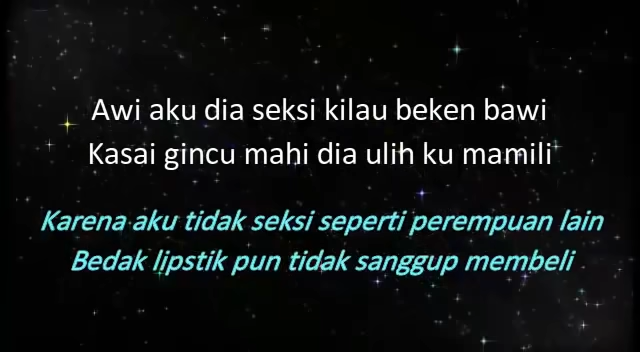 Awi aku dia seksi kilau beken bawi
Kasai gincu mahi dia ulih ku mamili
Karena aku tidak seksi seperti perempuan lain
Bedak lipstik pun tidak sanggup membeli